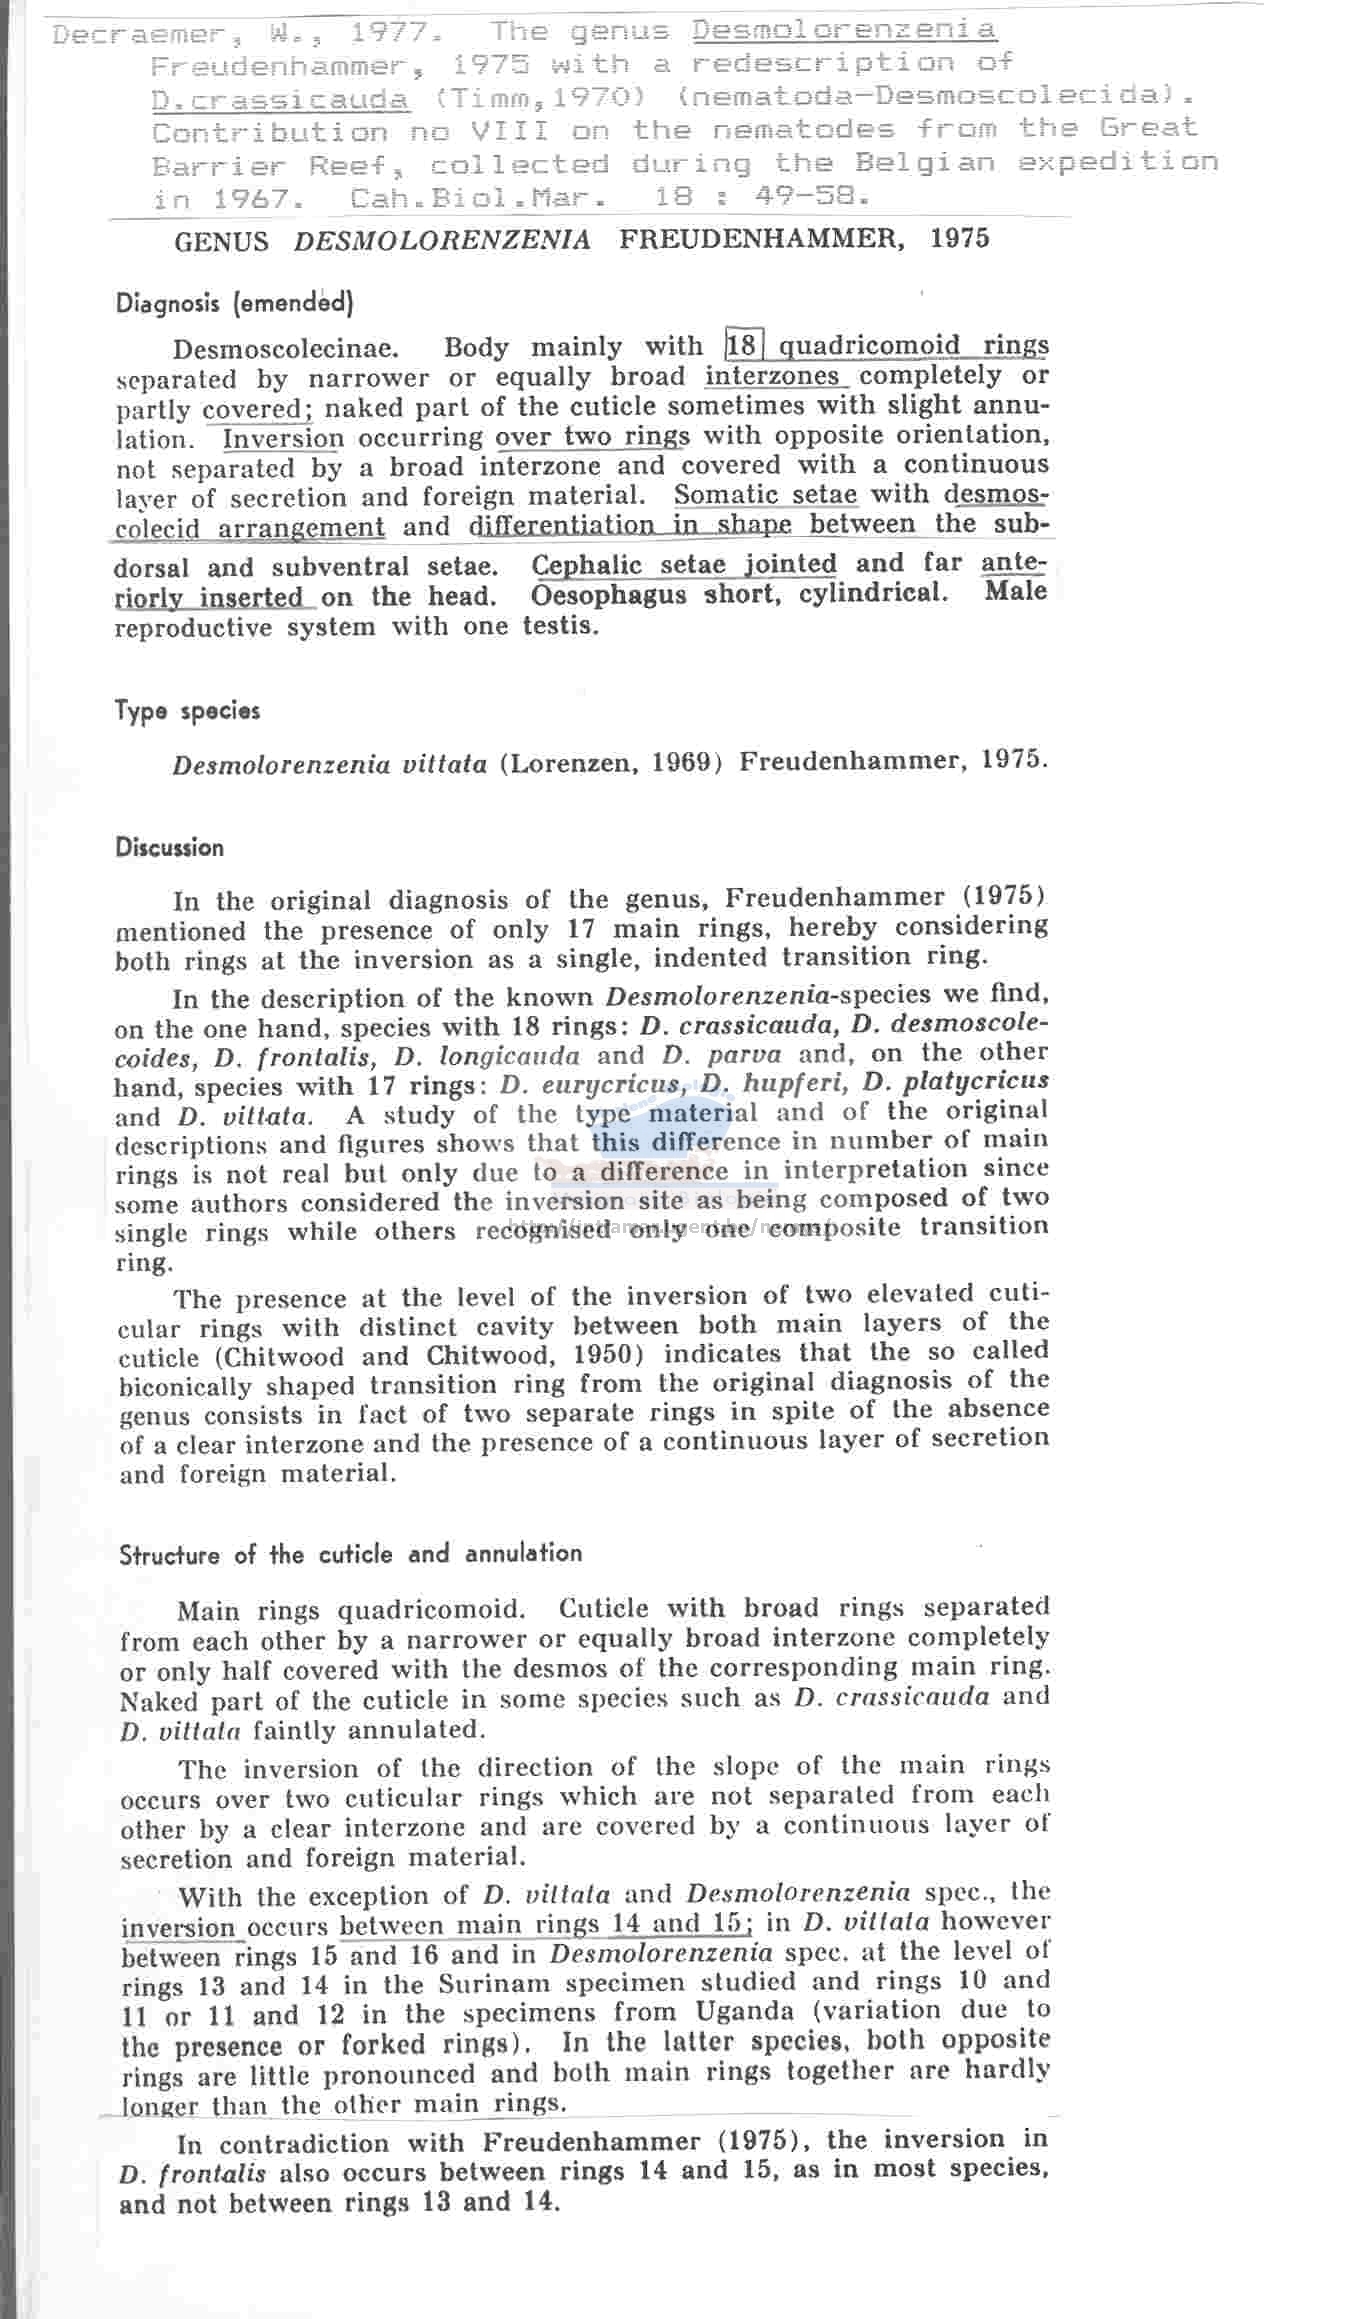 Decraemer, W., 1977. The genus Desmolorenzenia
Freudenhammer, 1975 with a redescription of
D.crassicauda (Timm,1970) (nematoda-Desmoscolecida).
Contribution no VIII on the nematodes from the Great
Barrier Reef, collected during the Belgian expedition
in 1967. Cah.Biol.Mar. 18 : 49-58.
GENUS DESMOLORENZENIA FREUDENHAMMER, 1975
Diagnosis (emended)
Desmoscolecinae. Body mainly with 18 quadricomoid rings
separated by narrower or equally broad interzones completely or
partly covered; naked part of the cuticle sometimes with slight annu-
lation. Inversion occurring over two rings with opposite orientation,
not separated by a broad interzone and covered with a continuous
layer of secretion and foreign material. Somatic setae with desmos-
colecid arrangement and differentiation in shape between the sub-
dorsal and subventral setae. Cephalic setae jointed and far ante-
riorly inserted on the head. Oesophagus short, cylindrical. Male
reproductive system with one testis.
Type species
Desmolorenzenia vittata (Lorenzen, 1969) Freudenhammer, 1975.
Discussion
In the original diagnosis of the genus, Freudenhammer (1975)
mentioned the presence of only 17 main rings, hereby considering
both rings at the inversion as a single, indented transition ring.
In the description of the known Desmolorenzenia-species we find,
on the one hand, species with 18 rings: D. crassicauda, D. desmoscole-
coides, D. frontalis, D. longicauda and D. parva and, on the other
hand, species with 17 rings: D. eurycricus, D. hupferi, D. platycricus
and D. vittata. A study of the type material and of the original
descriptions and figures shows that this difference in number of main
rings is not real but only due to a difference in interpretation since
some authors considered the inversion site as being composed of two
single rings while others recognised only one composite transition
ring.
The presence at the level of the inversion of two elevated cuti-
cular rings with distinct cavity between both main layers of the
cuticle (Chitwood and Chitwood, 1950) indicates that the so called
biconically shaped transition ring from the original diagnosis of the
genus consists in fact of two separate rings in spite of the absence
of a clear interzone and the presence of a continuous layer of secretion
and foreign material.
Structure of the cuticle and annulation
Main rings quadricomoid. Cuticle with broad rings separated
from each other by a narrower or equally broad interzone completely
or only half covered with the desmos of the corresponding main ring.
Naked part of the cuticle in some species such as D. crassicauda and
D. vittata faintly annulated.
The inversion of the direction of the slope of the main rings
occurs over two cuticular rings which are not separated from each
other by a clear interzone and are covered by a continuous layer of
secretion and foreign material.
With the exception of D. vittata and Desmolorenzenia spec., the
inversion occurs between main rings 14 and 15; in D. vittata however
between rings 15 and 16 and in Desmolorenzenia spec. at the level of
rings 13 and 14 in the Surinam specimen studied and rings 10 and
11 or 11 and 12 in the specimens from Uganda (variation due to
the presence or forked rings). In the latter species, both opposite
rings are little pronounced and both main rings together are hardly
longer than the other main rings.
In contradiction with Freudenhammer (1975), the inversion in
D. frontalis also occurs between rings 14 and 15, as in most species,
and not between rings 13 and 14.